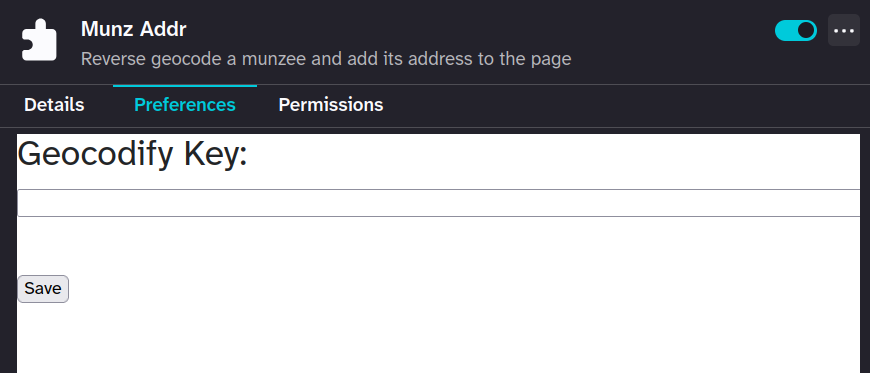 Munz Addr
Reverse geocode a munzee and add its address to the page
Details Preferences Permissions
Geocodify Key:
Save